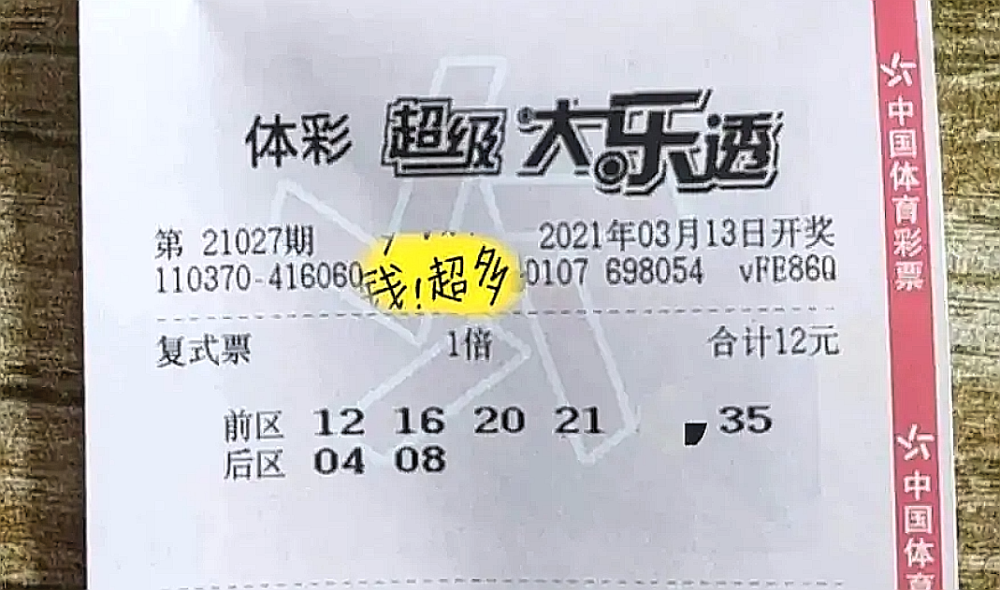 体彩 超级大乐透
第 21027期 2021年03月13日开奖
110370-416060 钱!超多 0107 698054 vFE86Q
复式票 1倍 合计12元
前区 12 16 20 21 35
后区 04 08
中国体育彩票
中国体育